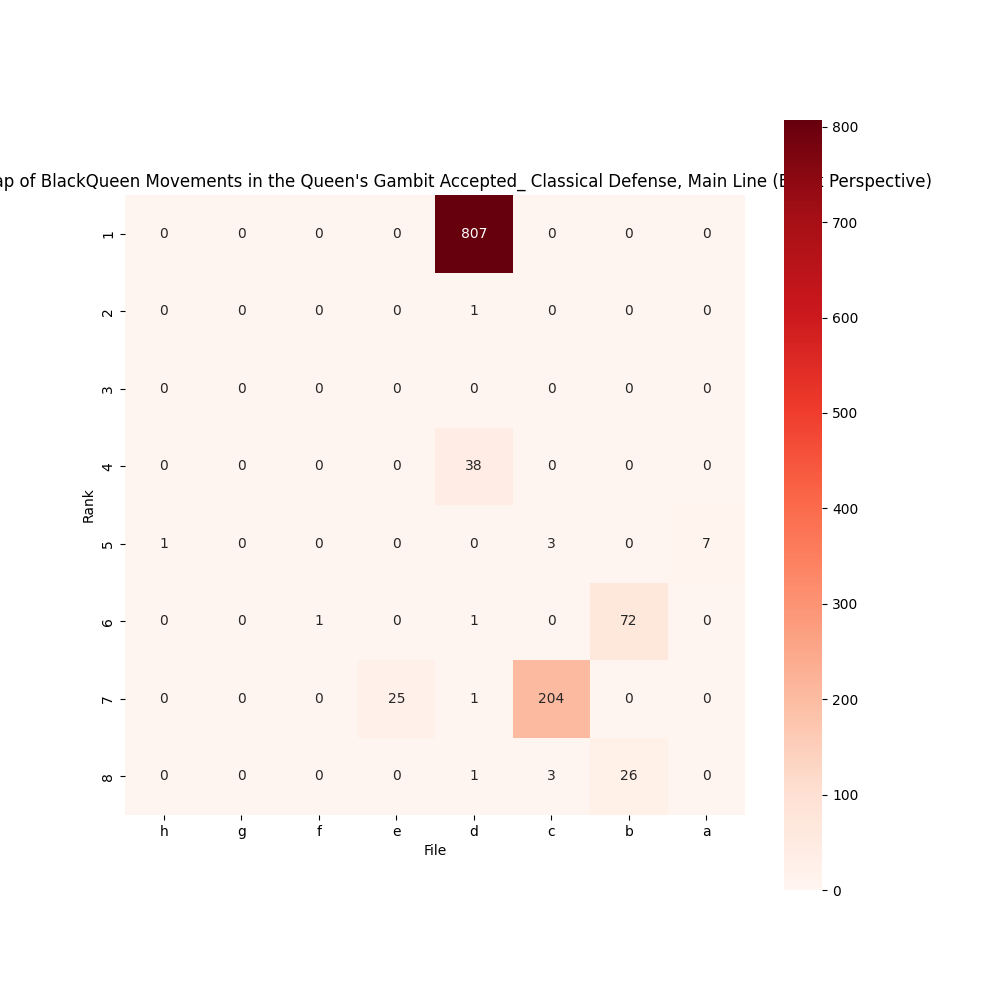 800
ap of BlackQueen Movements in the Queen's Gambit Accepted_ Classical Defense, Main Line ( Perspective)
700
1 0 0 0 0 807 0 0 0
600
2 0 0 0 0 1 0 0 0
3 0 0 0 0 0 0 0 0
500
4 0 0 0 0 38 0 0 0
400
Rank
5 1 0 0 0 0 3 0 7
300
6 0 0 1 0 1 0 72 0
200
7 0 0 0 25 1 204 0 0
100
8 0 0 0 0 1 3 26 0
h g f e d c b a
File
0